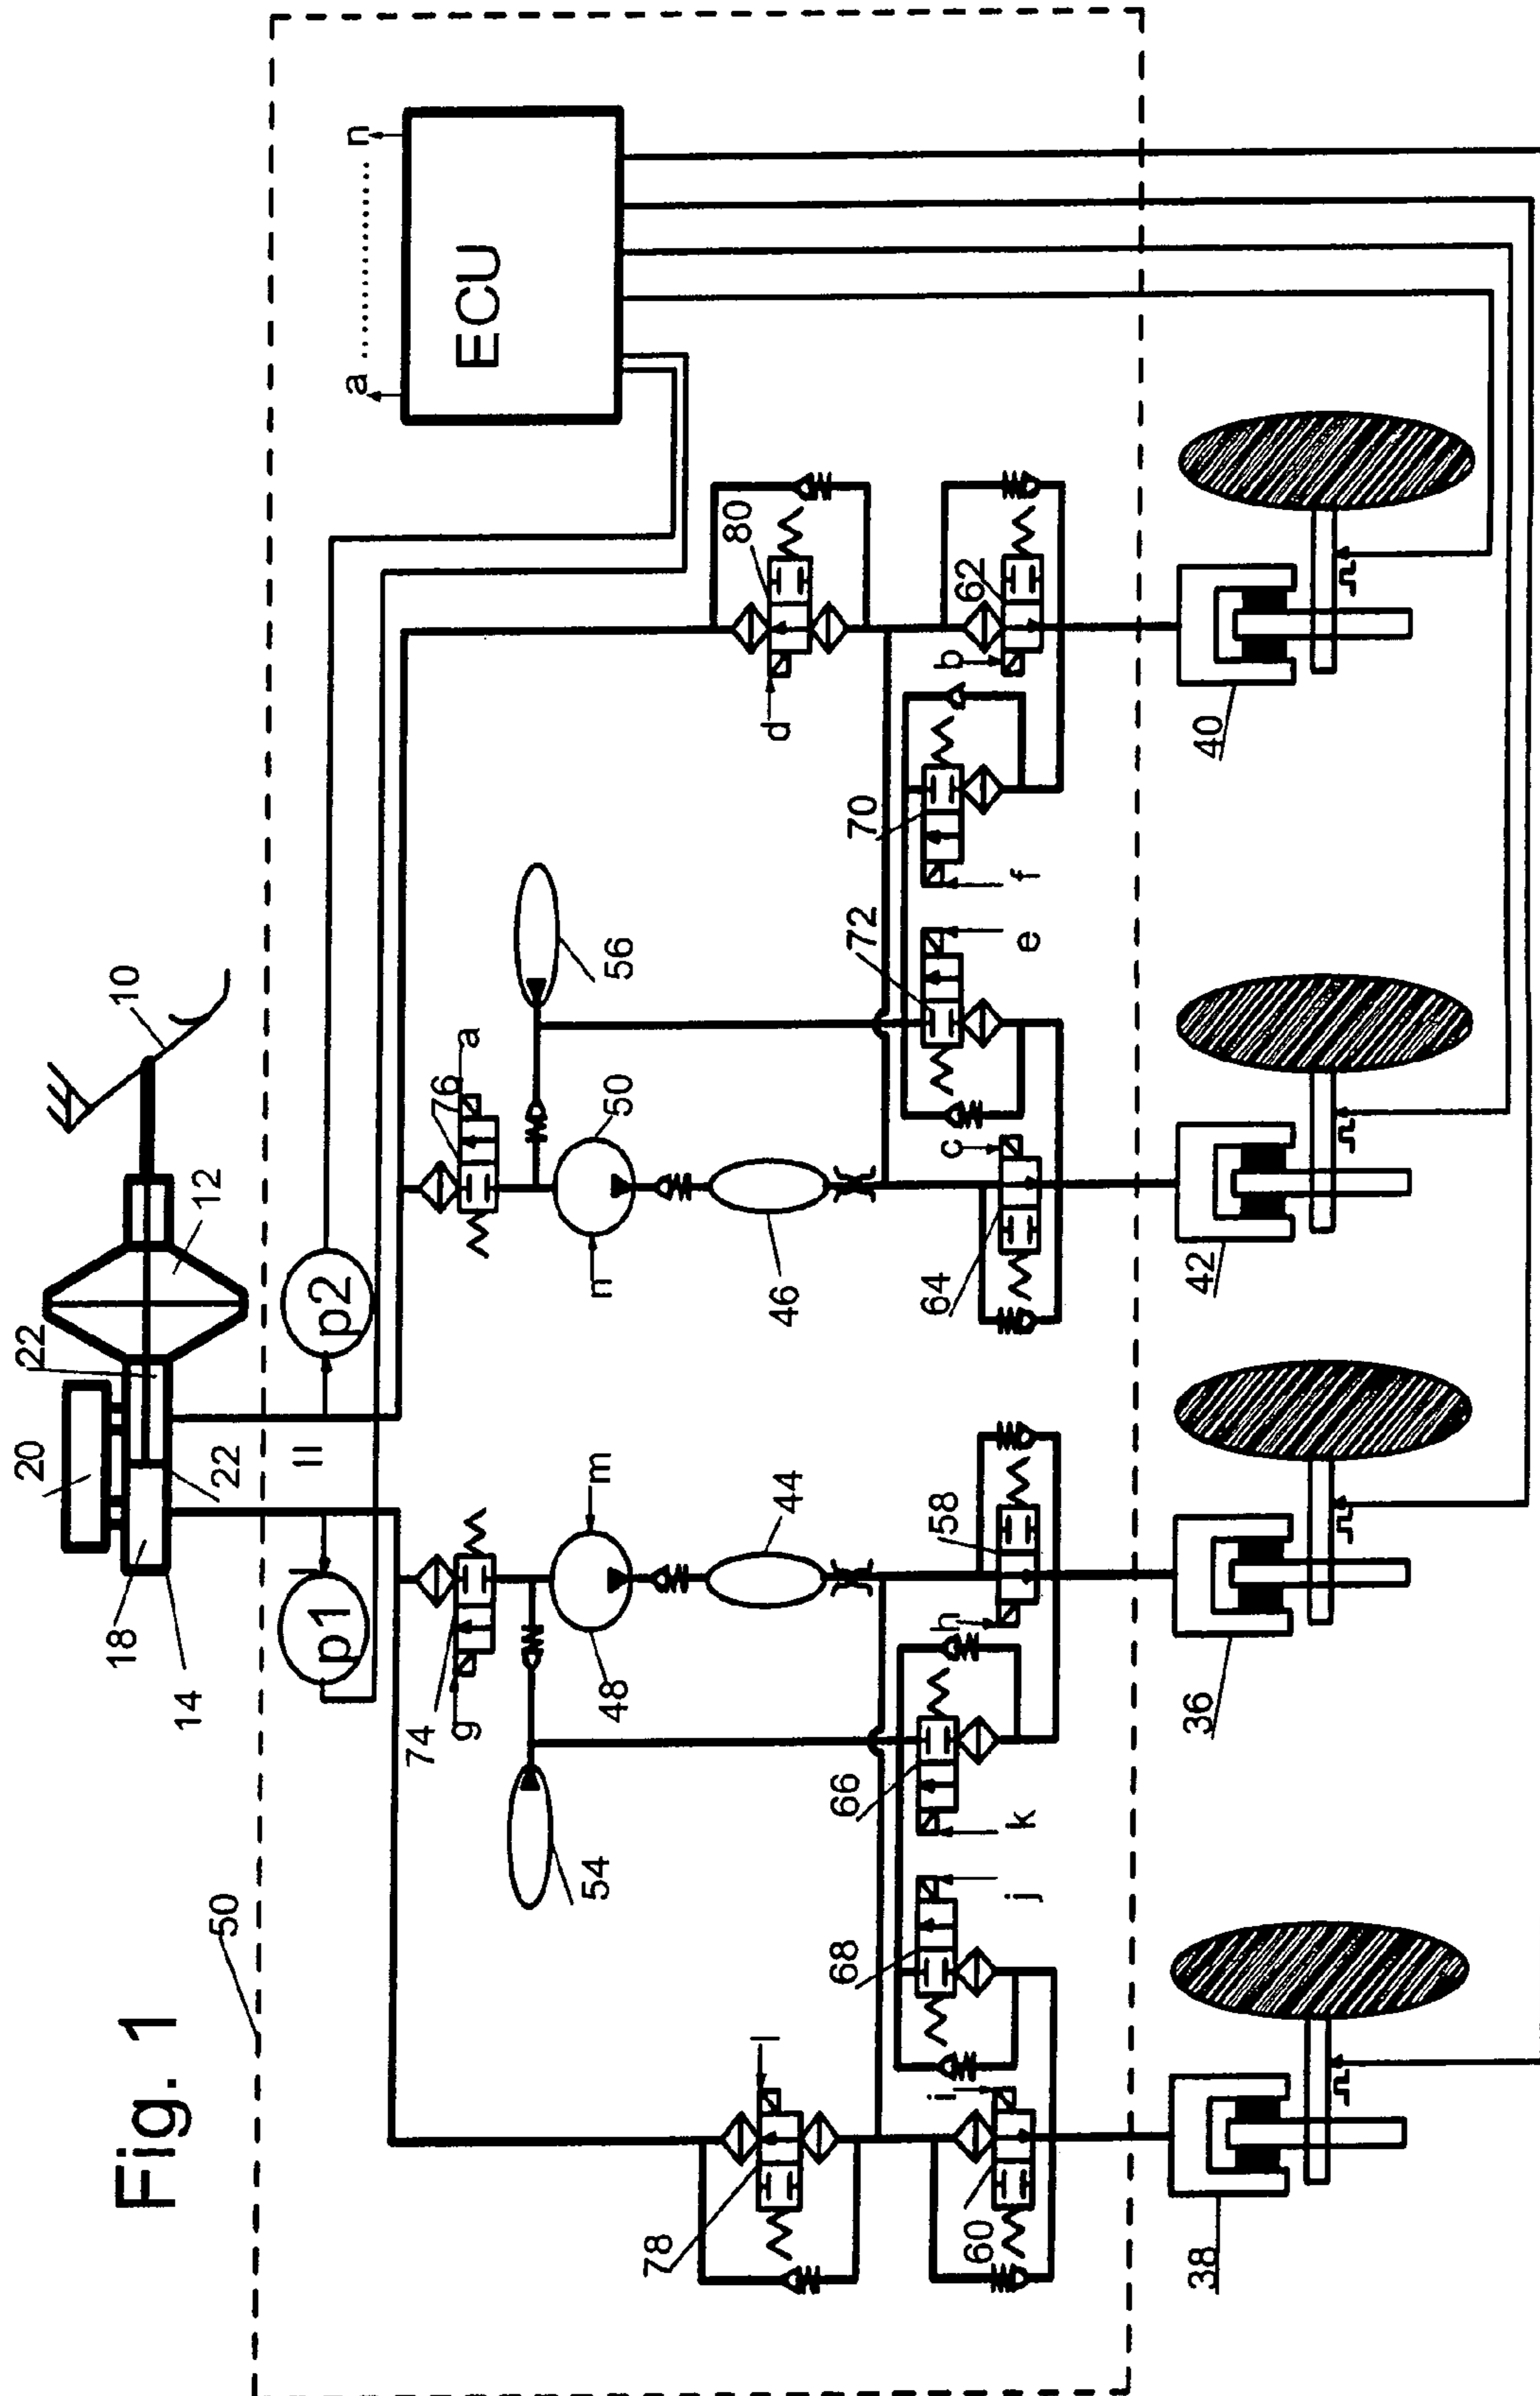 Fig. 1
10
12
20
22
18
22
14
II
p1
p2
50
ECU
a .............. n
74
g
m
48
54
44
76
a
n
50
56
46
78
l
80
d
60
i
68
j
66
k
58
h
64
c
72
e
70
f
62
b
38
36
42
40